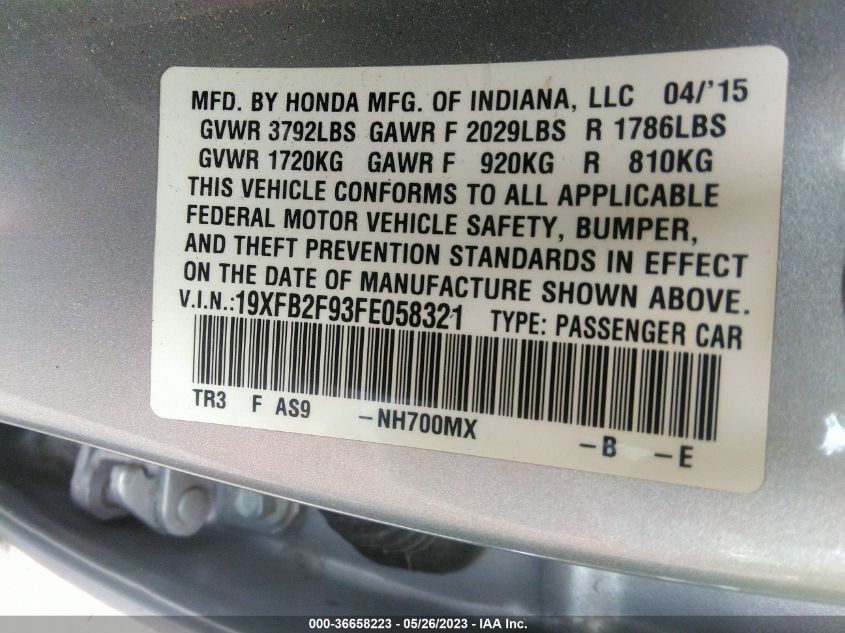 MFD. BY HONDA MFG. OF INDIANA, LLC 04/'15
GVWR 3792LBS GAWR F 2029LBS R 1786LBS
GVWR 1720KG GAWR F 920KG R 810KG
THIS VEHICLE CONFORMS TO ALL APPLICABLE
FEDERAL MOTOR VEHICLE SAFETY, BUMPER,
AND THEFT PREVENTION STANDARDS IN EFFECT
ON THE DATE OF MANUFACTURE SHOWN ABOVE.
V.I.N.:19XFB2F93FE058321 TYPE: PASSENGER CAR
TR3 F AS9 -NH700MX -B -E
000-36658223 - 05/26/2023 - IAA Inc.